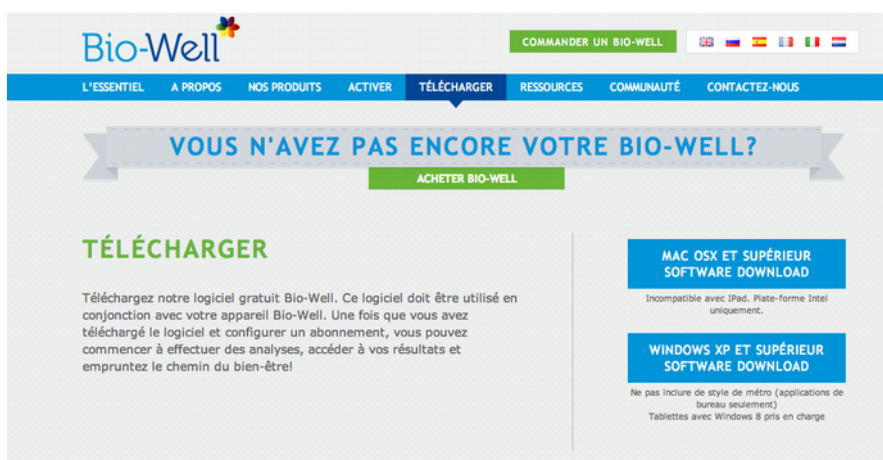 Bio-Well
COMMANDER UN BIO-WELL
L'ESSENTIEL A PROPOS NOS PRODUITS ACTIVER TÉLÉCHARGER RESSOURCES COMMUNAUTÉ CONTACTEZ-NOUS
VOUS N'AVEZ PAS ENCORE VOTRE BIO-WELL?
ACHETER BIO-WELL
TÉLÉCHARGER
Téléchargez notre logiciel gratuit Bio-Well. Ce logiciel doit être utilisé en
conjonction avec votre appareil Bio-Well. Une fois que vous avez
téléchargé le logiciel et configurer un abonnement, vous pouvez
commencer à effectuer des analyses, accéder à vos résultats et
empruntez le chemin du bien-être!
MAC OSX ET SUPÉRIEUR
SOFTWARE DOWNLOAD
Incompatible avec IPad. Plate-forme Intel
uniquement.
WINDOWS XP ET SUPÉRIEUR
SOFTWARE DOWNLOAD
Ne pas inclure de style de métro (applications de
bureau seulement)
Tablettes avec Windows 8 pris en charge